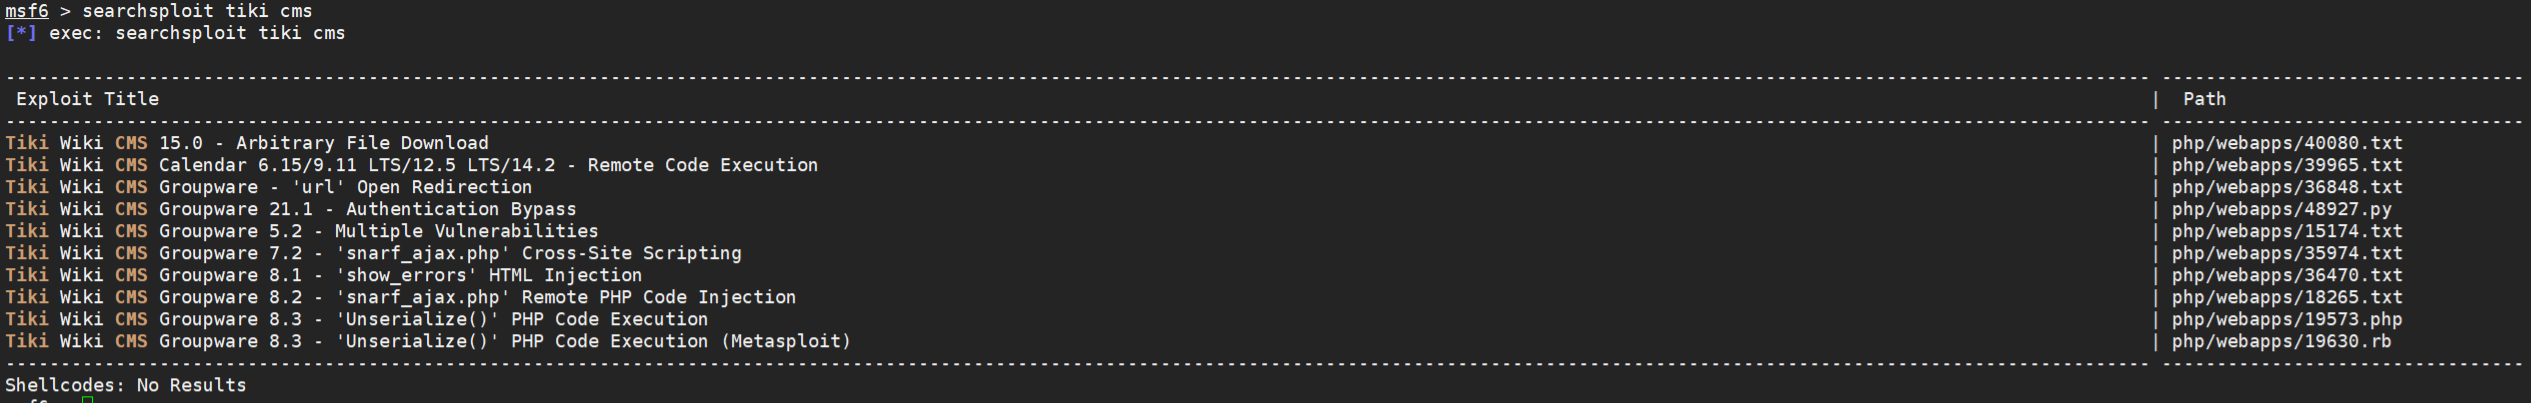 msf6 > searchsploit tiki cms
[*] exec: searchsploit tiki cms
Exploit Title | Path
Tiki Wiki CMS 15.0 - Arbitrary File Download | php/webapps/40080.txt
Tiki Wiki CMS Calendar 6.15/9.11 LTS/12.5 LTS/14.2 - Remote Code Execution | php/webapps/39965.txt
Tiki Wiki CMS Groupware - 'url' Open Redirection | php/webapps/36848.txt
Tiki Wiki CMS Groupware 21.1 - Authentication Bypass | php/webapps/48927.py
Tiki Wiki CMS Groupware 5.2 - Multiple Vulnerabilities | php/webapps/15174.txt
Tiki Wiki CMS Groupware 7.2 - 'snarf_ajax.php' Cross-Site Scripting | php/webapps/35974.txt
Tiki Wiki CMS Groupware 8.1 - 'show_errors' HTML Injection | php/webapps/36470.txt
Tiki Wiki CMS Groupware 8.2 - 'snarf_ajax.php' Remote PHP Code Injection | php/webapps/18265.txt
Tiki Wiki CMS Groupware 8.3 - 'Unserialize()' PHP Code Execution | php/webapps/19573.php
Tiki Wiki CMS Groupware 8.3 - 'Unserialize()' PHP Code Execution (Metasploit) | php/webapps/19630.rb
Shellcodes: No Results